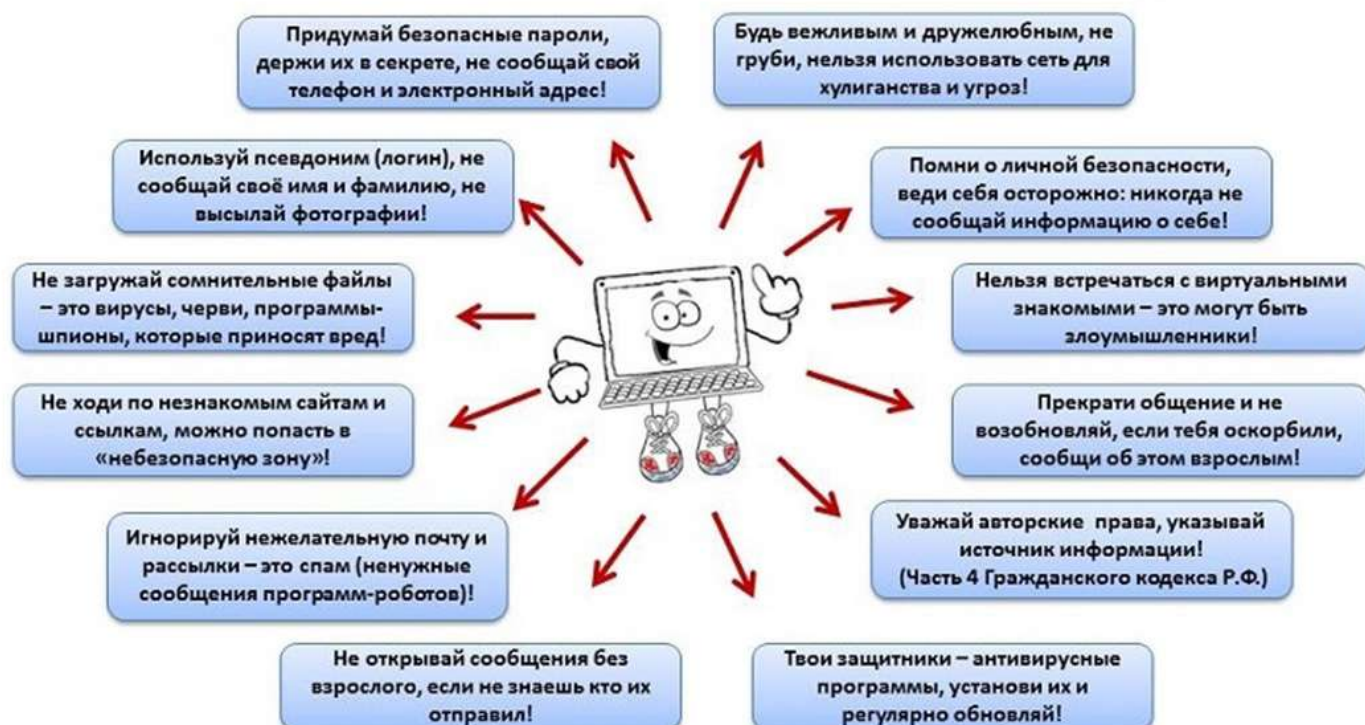 Придумай безопасные пароли,
держи их в секрете, не сообщай свой
телефон и электронный адрес!
Будь вежливым и дружелюбным, не
груби, нельзя использовать сеть для
хулиганства и угроз!
Используй псевдоним (логин), не
сообщай своё имя и фамилию, не
высылай фотографии!
Помни о личной безопасности,
веди себя осторожно: никогда не
сообщай информацию о себе!
Не загружай сомнительные файлы
– это вирусы, черви, программы-
шпионы, которые приносят вред!
Нельзя встречаться с виртуальными
знакомыми – это могут быть
злоумышленники!
Не ходи по незнакомым сайтам и
ссылкам, можно попасть в
«небезопасную зону»!
Прекрати общение и не
возобновляй, если тебя оскорбили,
сообщи об этом взрослым!
Игнорируй нежелательную почту и
рассылки – это спам (ненужные
сообщения программ-роботов)!
Уважай авторские права, указывай
источник информации!
(Часть 4 Гражданского кодекса Р.Ф.)
Не открывай сообщения без
взрослого, если не знаешь кто их
отправил!
Твои защитники – антивирусные
программы, установи их и
регулярно обновляй!